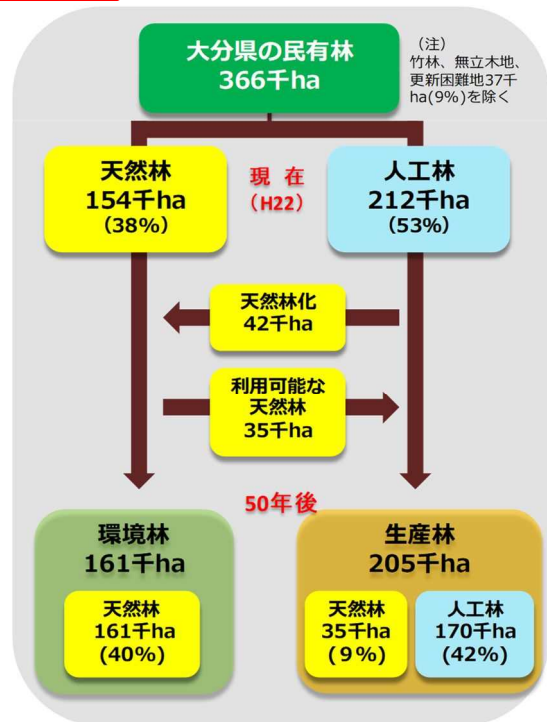 大分県の民有林
366千ha
（注）
竹林、無立木地、
更新困難地37千
ha(9%)を除く
天然林
154千ha
(38%)
現 在
(H22)
人工林
212千ha
(53%)
天然林化
42千ha
利用可能な
天然林
35千ha
50年後
環境林
161千ha
天然林
161千ha
(40%)
生産林
205千ha
天然林
35千ha
( 9%)
人工林
170千ha
(42%)